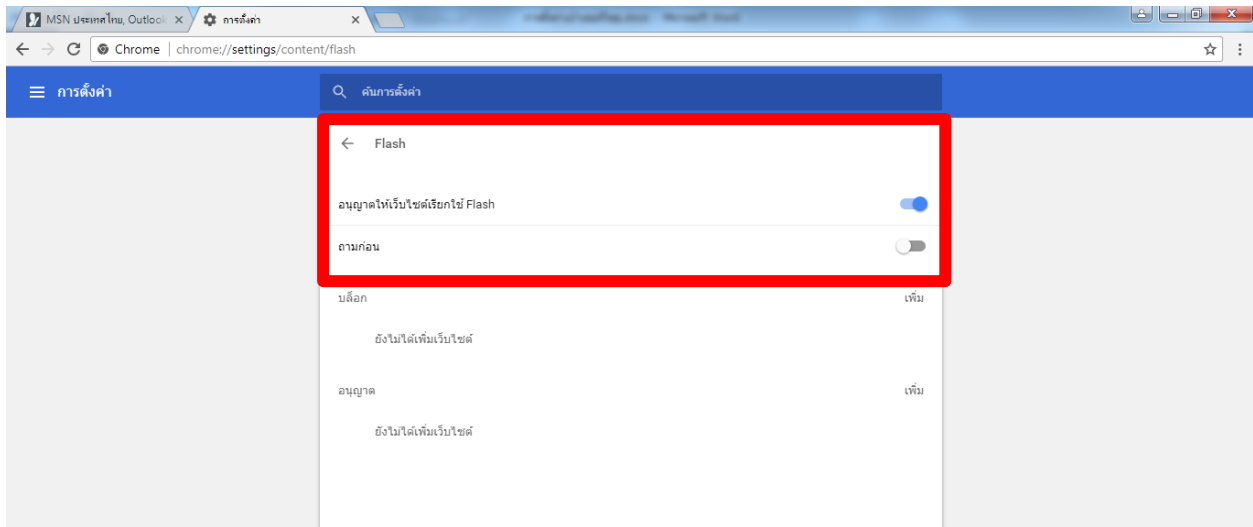 MSN ประเทศไทย, Outlook
การตั้งค่า
Chrome | chrome://settings/content/flash
การตั้งค่า
ค้นการตั้งค่า
Flash
อนุญาตให้เว็บไซต์เรียกใช้ Flash
ถามก่อน
บล็อก เพิ่ม
ยังไม่ได้เพิ่มเว็บไซต์
อนุญาต เพิ่ม
ยังไม่ได้เพิ่มเว็บไซต์